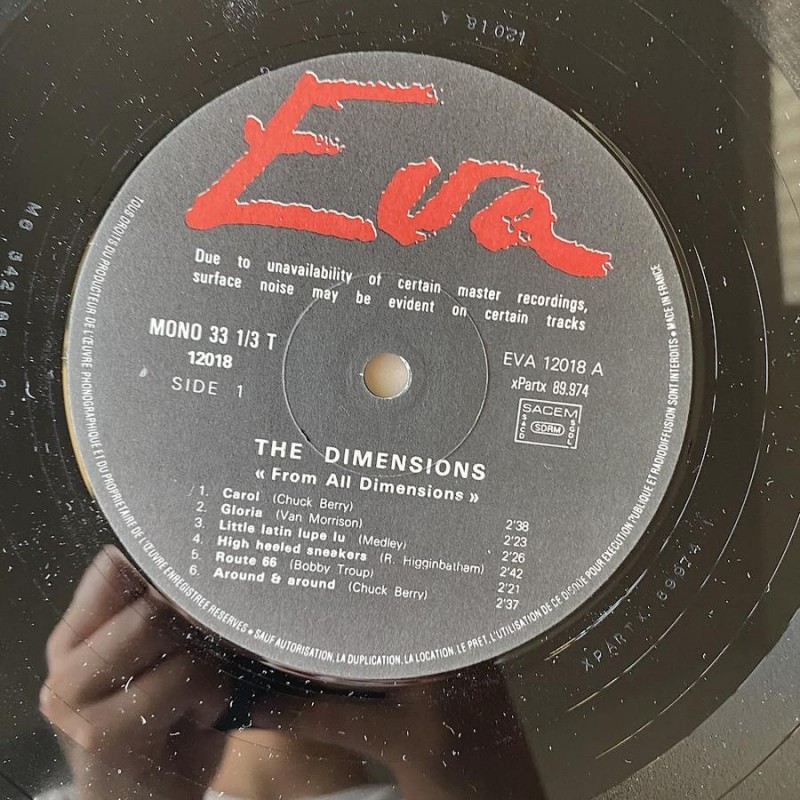 12018 A
Eva
Due to unavailability of certain master recordings,
surface noise may be evident on certain tracks
MONO 33 1/3 T
12018
SIDE 1
EVA 12018 A
xPartx 89.974
SACEM
SACD
SDRM
SGDL
THE DIMENSIONS
« From All Dimensions »
1. Carol (Chuck Berry) 2'38
2. Gloria (Van Morrison) 2'23
3. Little latin lupe lu (Medley) 2'26
4. High heeled sneakers (R. Higginbatham) 2'42
5. Route 66 (Bobby Troup) 2'21
6. Around & around (Chuck Berry) 2'37
TOUS DROITS DU PRODUCTEUR DE L'ŒUVRE PHONOGRAPHIQUE ET DU PROPRIETAIRE DE L'ŒUVRE ENREGISTREE RESERVES • SAUF AUTORISATION, LA DUPLICATION, LA LOCATION, LE PRET, L'UTILISATION DE CE DISQUE POUR EXECUTION PUBLIQUE ET RADIODIFFUSION SONT INTERDITS • MADE IN FRANCE
XPARTX 89974